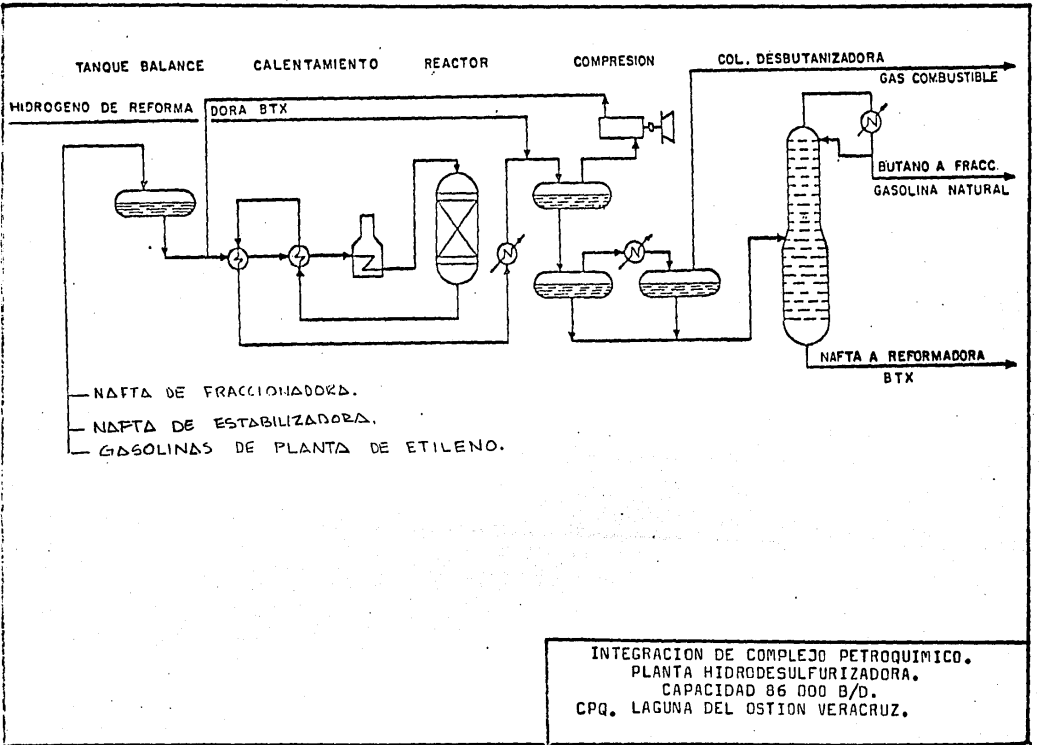 TANQUE BALANCE
CALENTAMIENTO
REACTOR
COMPRESION
COL. DESBUTANIZADORA
GAS COMBUSTIBLE
HIDROGENO DE REFORMA DORA BTX
BUTANO A FRACC.
GASOLINA NATURAL
NAFTA A REFORMADORA
BTX
NAFTA DE FRACCIONADORA.
NAFTA DE ESTABILIZADORA.
GASOLINAS DE PLANTA DE ETILENO.
INTEGRACION DE COMPLEJO PETROQUIMICO.
PLANTA HIDRODESULFURIZADORA.
CAPACIDAD 86 000 B/D.
CPQ. LAGUNA DEL OSTION VERACRUZ.